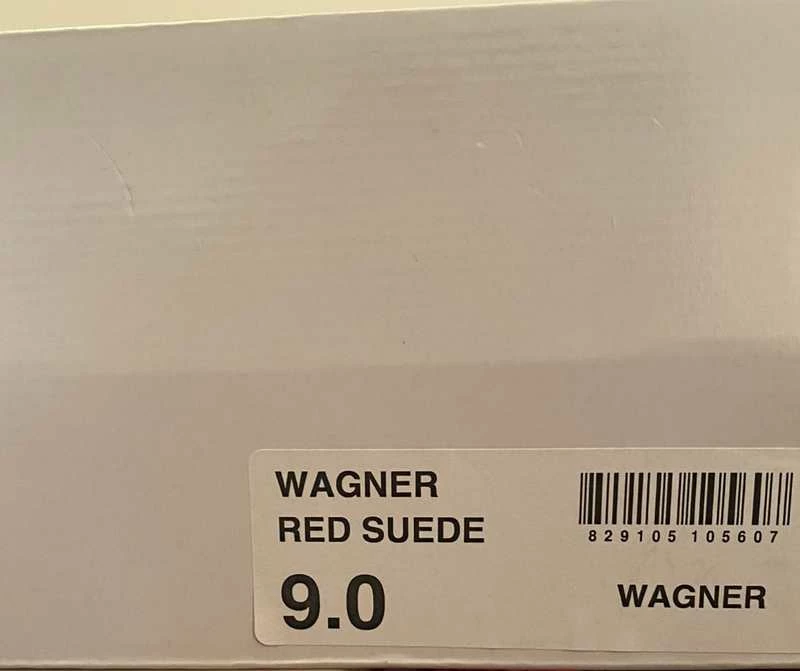 WAGNER
RED SUEDE
9.0
829105 105607
WAGNER